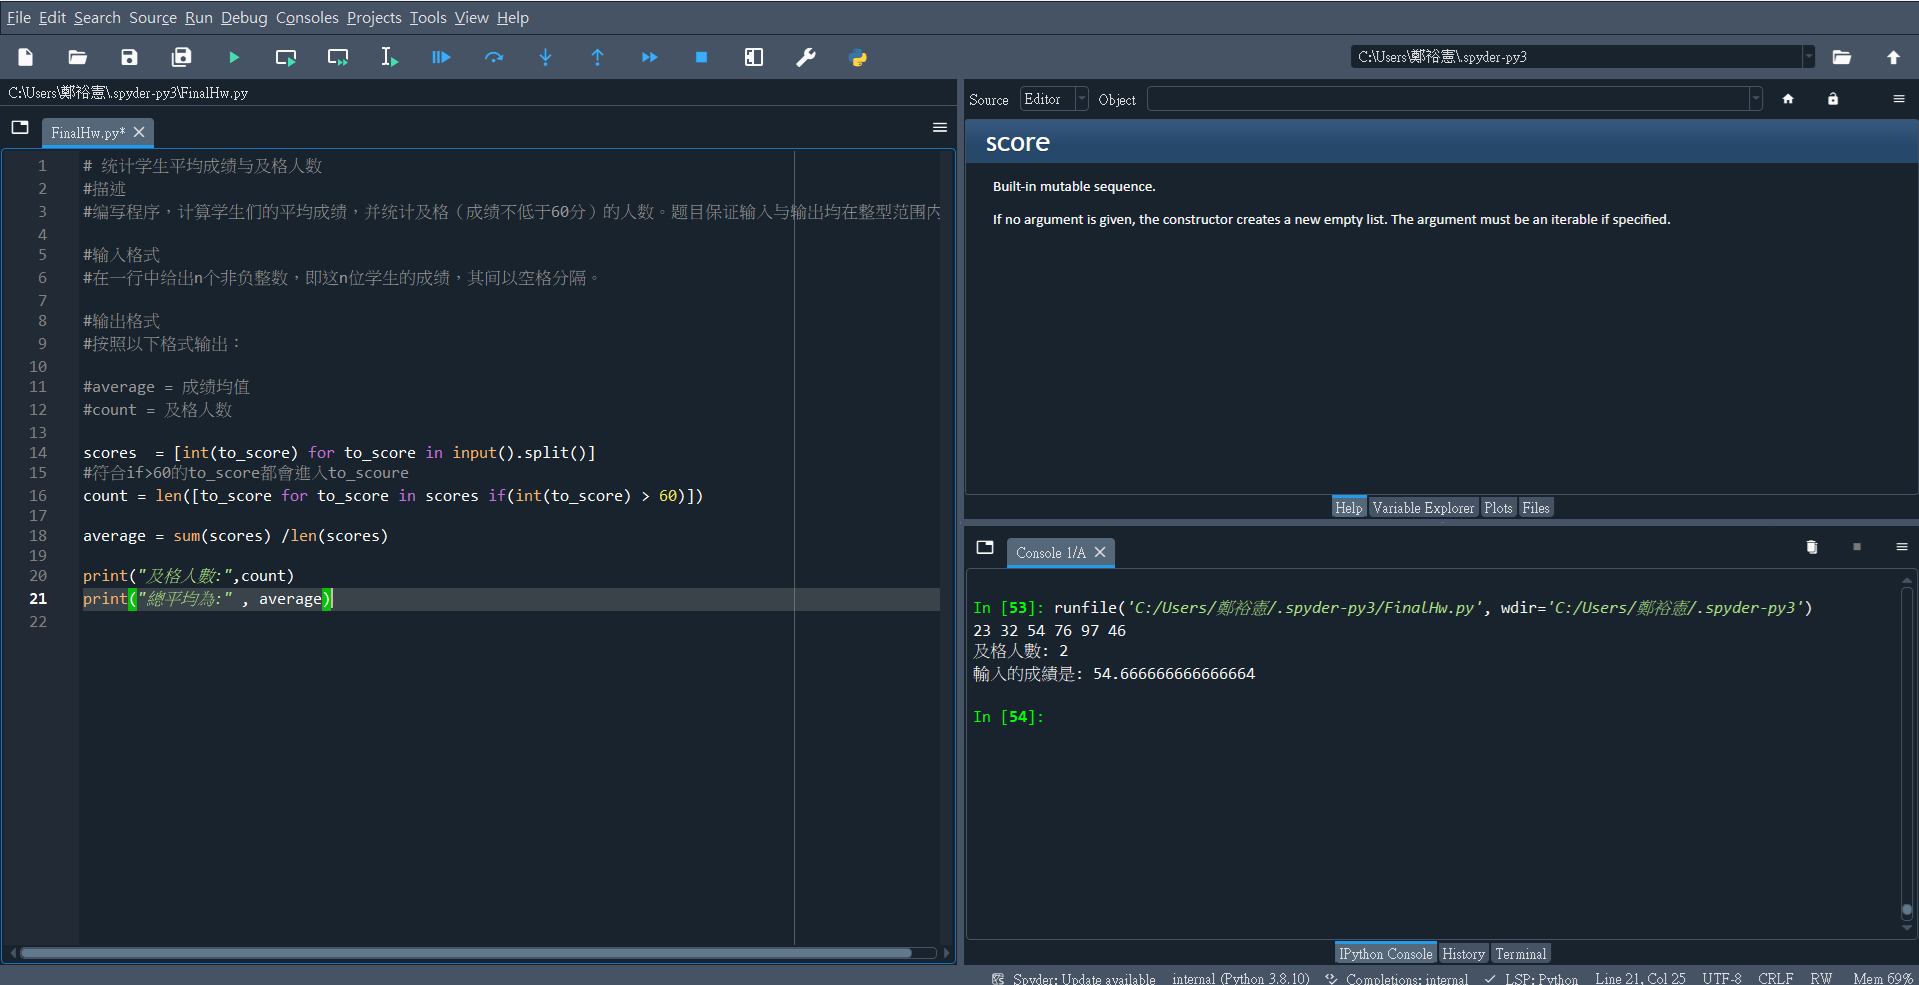 File Edit Search Source Run Debug Consoles Projects Tools View Help
C:\Users\鄭裕憲\.spyder-py3
C:\Users\鄭裕憲\.spyder-py3\FinalHw.py
FinalHw.py*
1 # 统计学生平均成绩与及格人数
2 #描述
3 #编写程序，计算学生们的平均成绩，并统计及格（成绩不低于60分）的人数。题目保证输入与输出均在整型范围内
4
5 #输入格式
6 #在一行中给出n个非负整数，即这n位学生的成绩，其间以空格分隔。
7
8 #输出格式
9 #按照以下格式输出：
10
11 #average = 成绩均值
12 #count = 及格人数
13
14 scores  = [int(to_score) for to_score in input().split()]
15 #符合if>60的to_score都會進入to_scoure
16 count = len([to_score for to_score in scores if(int(to_score) > 60)])
17
18 average = sum(scores) /len(scores)
19
20 print("及格人數:",count)
21 print("總平均為:" , average)
22
Source Editor Object
score
Built-in mutable sequence.
If no argument is given, the constructor creates a new empty list. The argument must be an iterable if specified.
Help Variable Explorer Plots Files
Console 1/A
In [53]: runfile('C:/Users/鄭裕憲/.spyder-py3/FinalHw.py', wdir='C:/Users/鄭裕憲/.spyder-py3')
23 32 54 76 97 46
及格人數: 2
輸入的成績是: 54.666666666666664
In [54]:
IPython Console History Terminal
Spyder: Update available internal (Python 3.8.10) Completions: internal LSP: Python Line 21, Col 25 UTF-8 CRLF RW Mem 69%